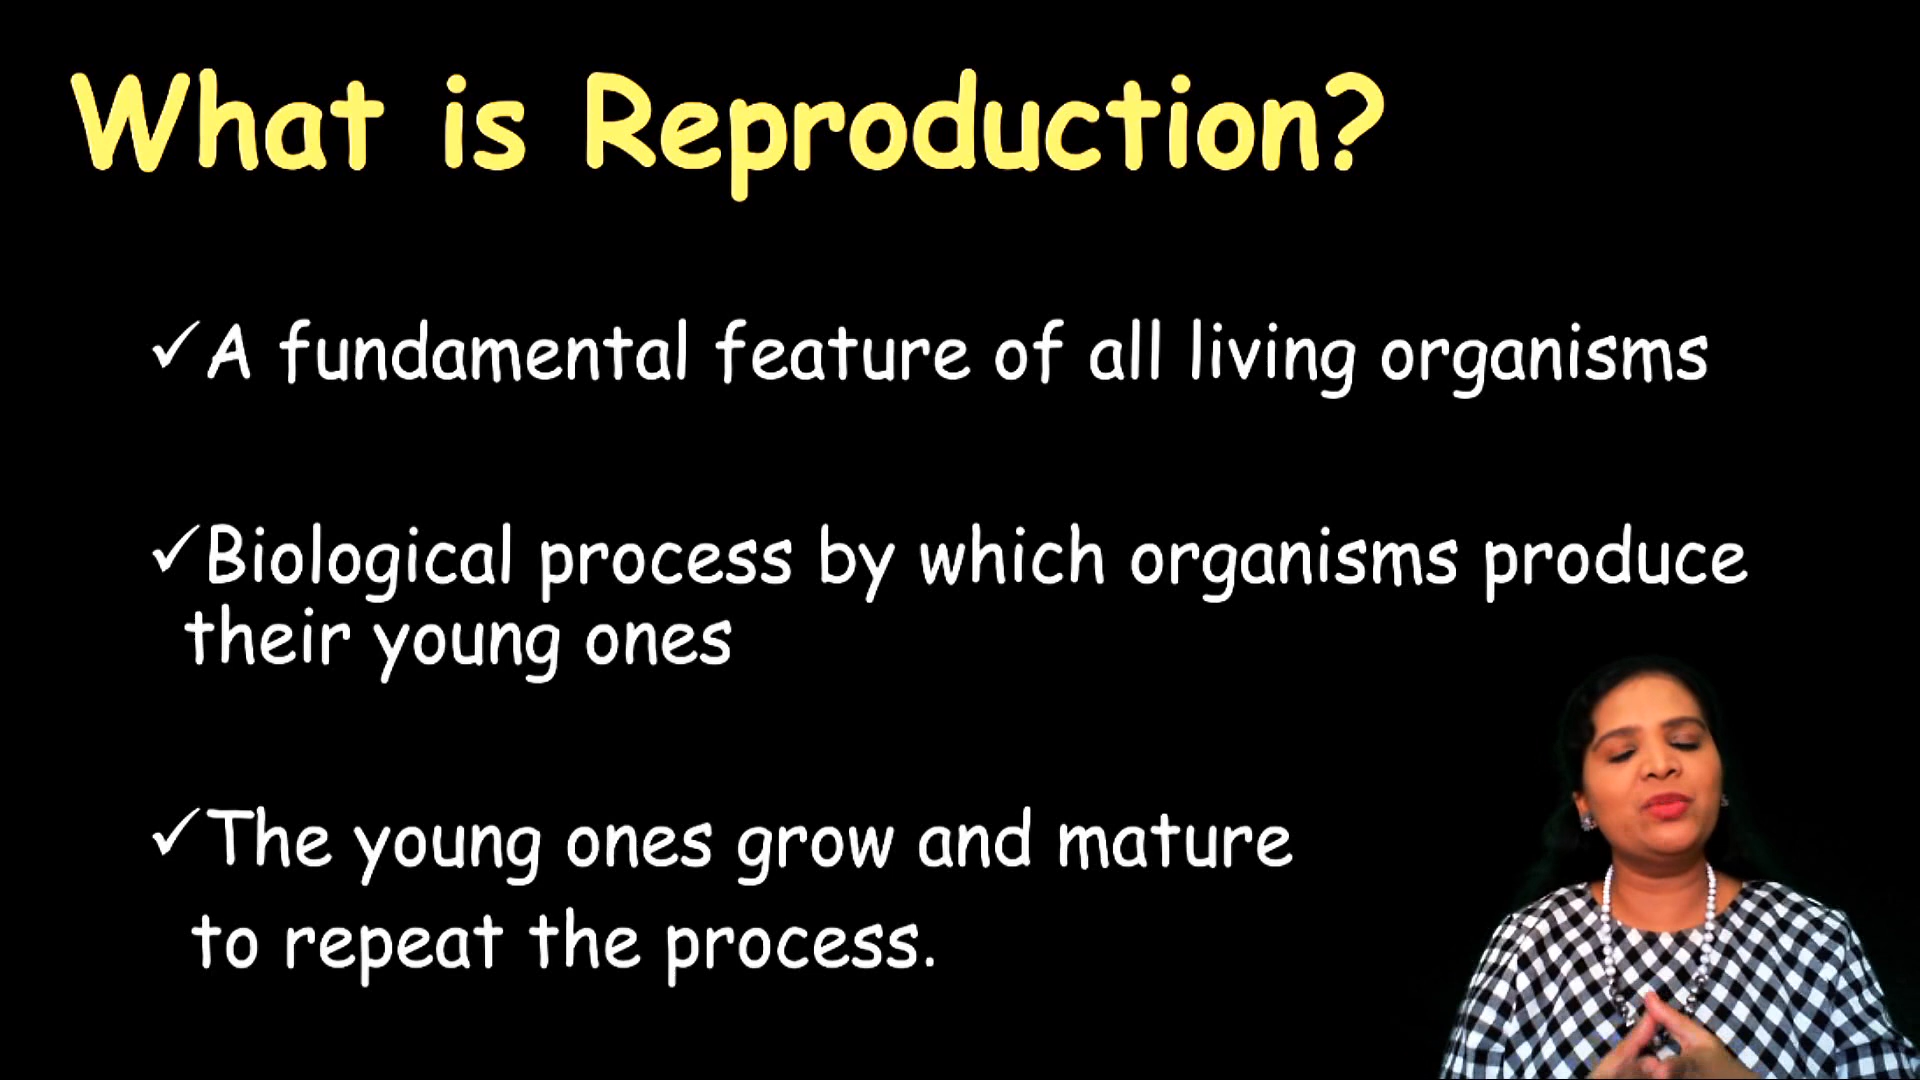 What is Reproduction?
✓A fundamental feature of all living organisms
✓Biological process by which organisms produce
their young ones
✓The young ones grow and mature
to repeat the process.